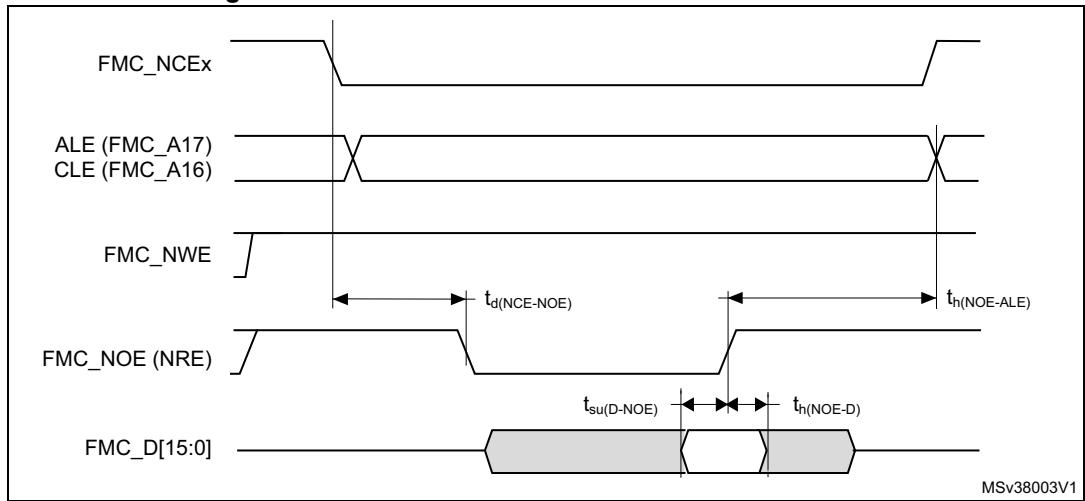 FMC_NCEx
ALE (FMC_A17)
CLE (FMC_A16)
FMC_NWE
td(NCE-NOE)
th(NOE-ALE)
FMC_NOE (NRE)
tsu(D-NOE)
th(NOE-D)
FMC_D[15:0]
MSv38003V1